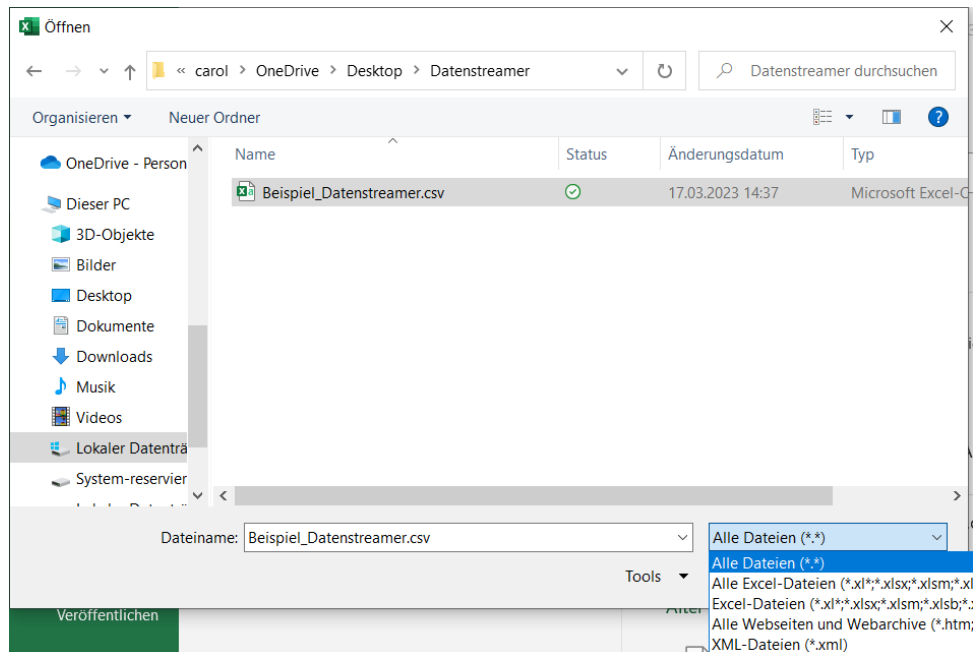 Öffnen
« carol > OneDrive > Desktop > Datenstreamer
Datenstreamer durchsuchen
Organisieren
Neuer Ordner
Name
Status
Änderungsdatum
Typ
OneDrive - Person
Dieser PC
3D-Objekte
Bilder
Desktop
Dokumente
Downloads
Musik
Videos
Lokaler Datenträ
System-reservier
Beispiel_Datenstreamer.csv
17.03.2023 14:37
Microsoft Excel-C
Dateiname:
Beispiel_Datenstreamer.csv
Alle Dateien (*.*)
Tools
Alle Dateien (*.*)
Alle Excel-Dateien (*.xl*;*.xlsx;*.xlsm;*.xl
Excel-Dateien (*.xl*;*.xlsx;*.xlsm;*.xlsb;*.
Alle Webseiten und Webarchive (*.htm;
XML-Dateien (*.xml)
Veröffentlichen